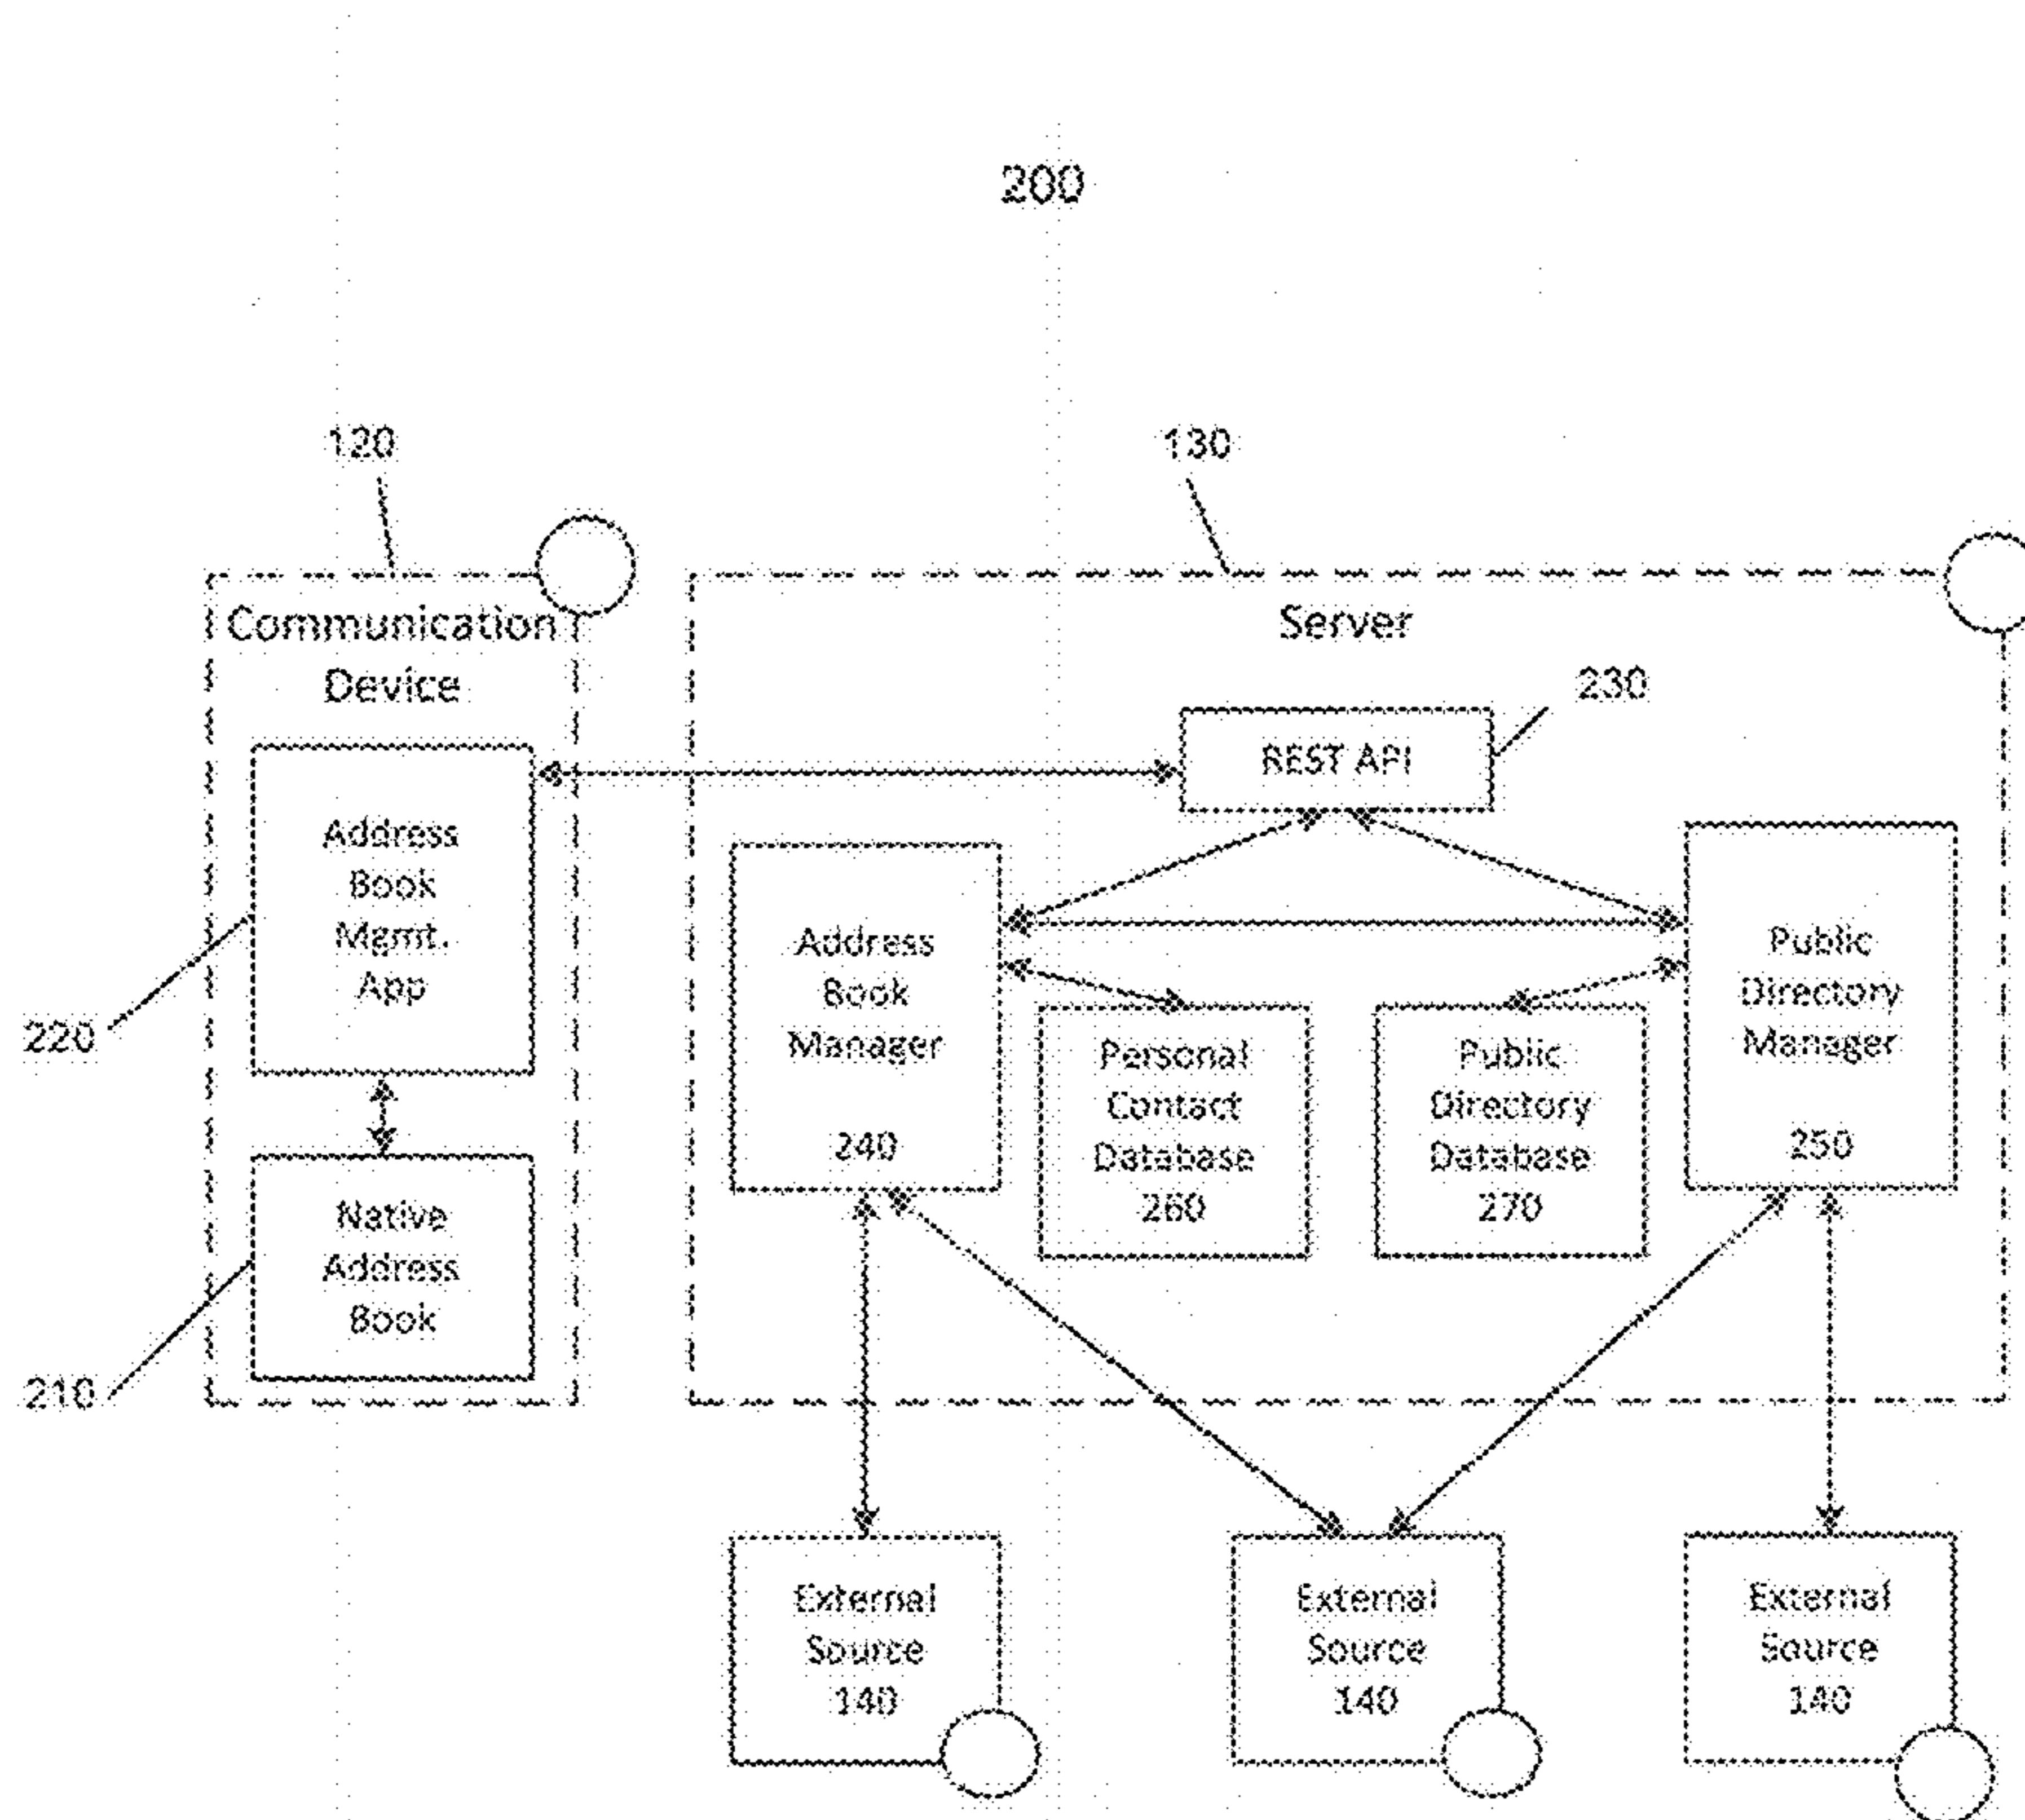 200
120
130
Communication
Device
Server
230
REST API
Address
Book
Mgmt.
App
220
Native
Address
Book
210
Address
Book
Manager
240
Personal
Contact
Database
260
Public
Directory
Database
270
Public
Directory
Manager
250
External
Source
140
External
Source
140
External
Source
140